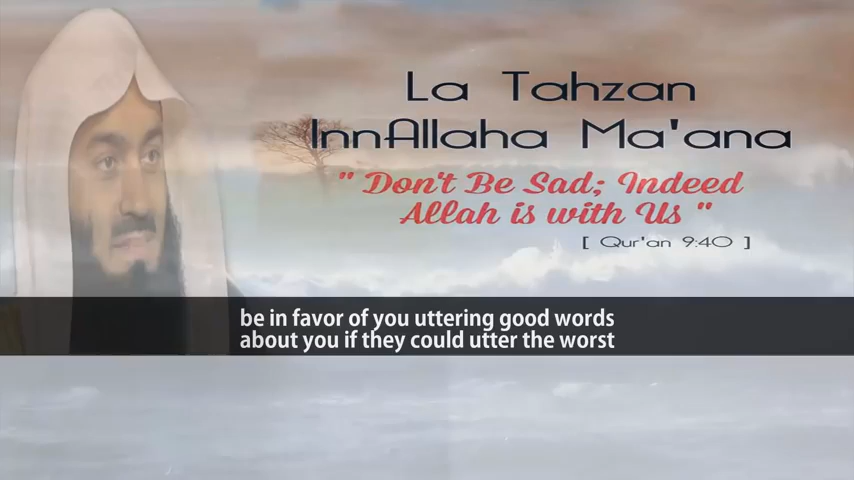 La Tahzan
InnAllaha Ma'ana
" Don't Be Sad; Indeed
Allah is with Us "
[ Qur'an 9:40 ]
be in favor of you uttering good words
about you if they could utter the worst